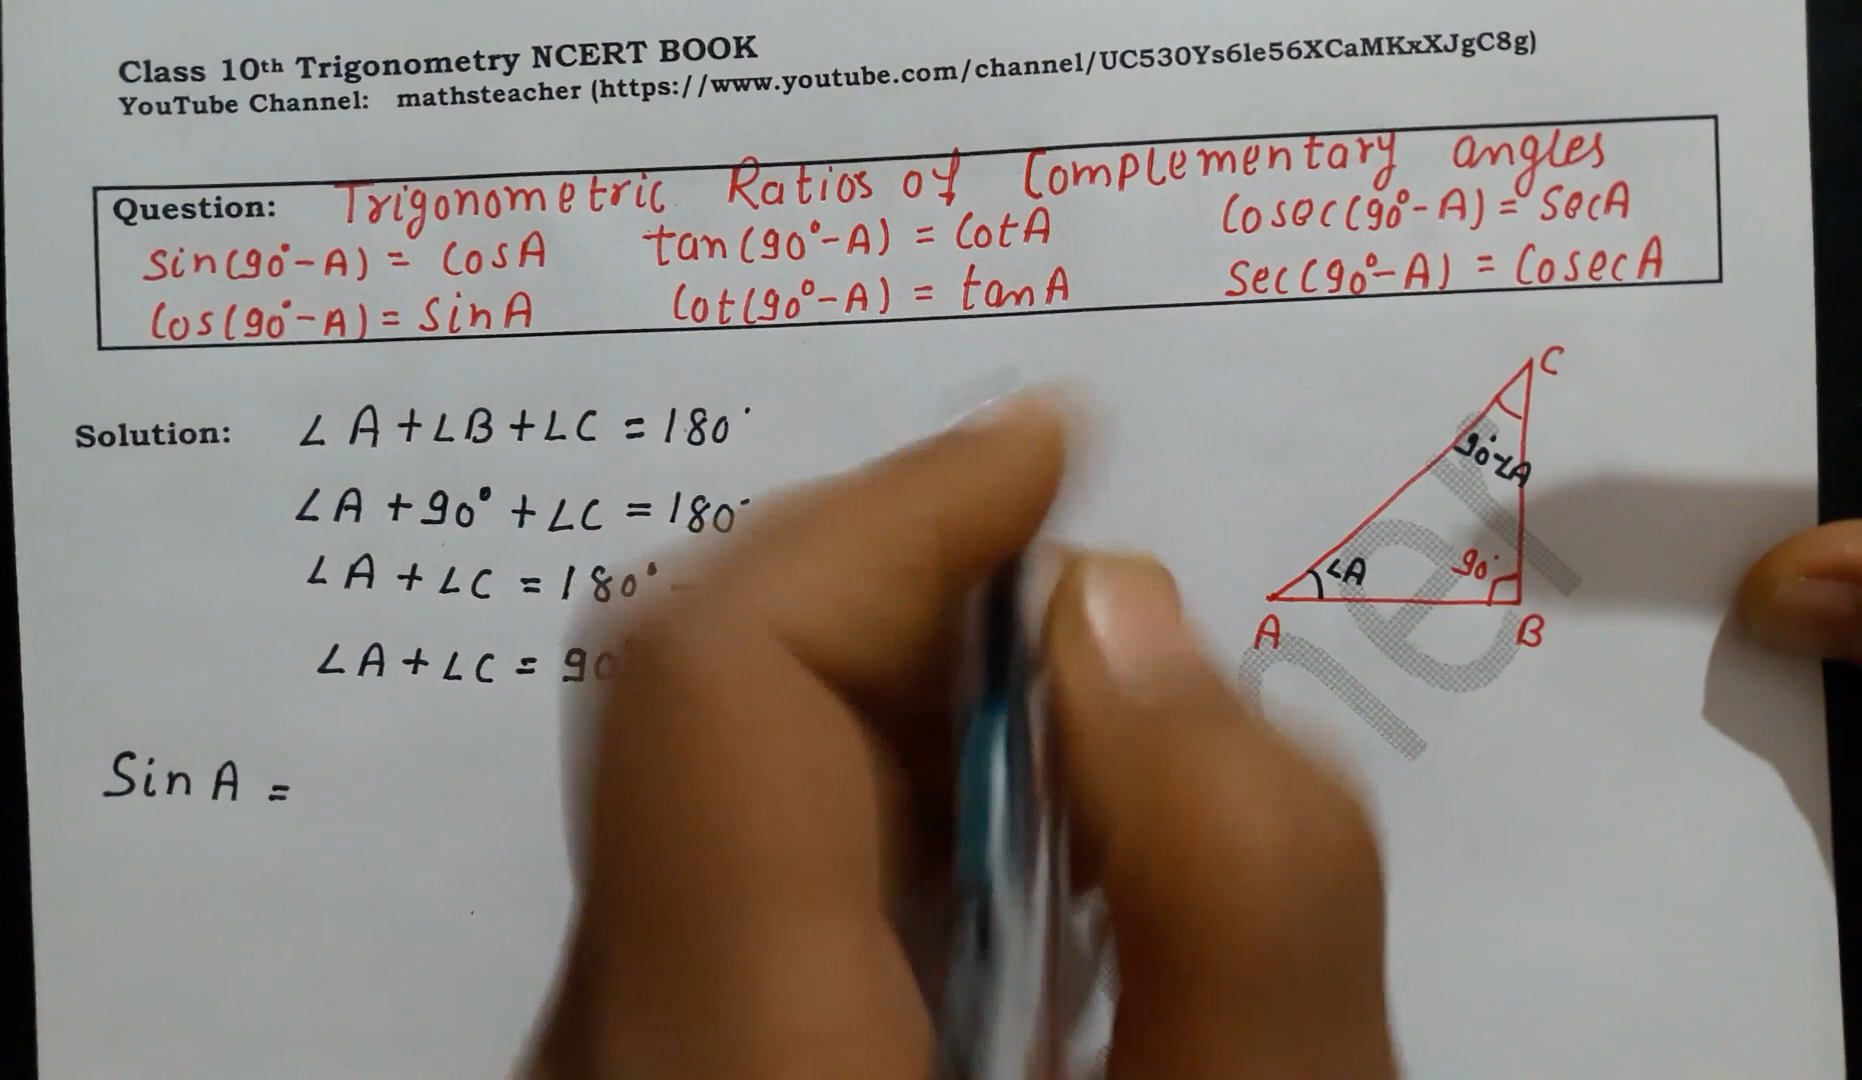 Class 10th Trigonometry NCERT BOOK
YouTube Channel: mathsteacher (https://www.youtube.com/channel/UC530Ys6le56XCaMKxXJgC8g)
Question: Trigonometric Ratios of Complementary angles
sin(90°-A) = CosA tan(90°-A) = CotA Cosec(90°-A) = SecA
Cos(90°-A) = SinA Cot(90°-A) = tanA Sec(90°-A) = CosecA
Solution: ∠A+∠B+∠C = 180°
∠A+90°+∠C = 180°
∠A+∠C = 180° -
∠A+∠C = 90
Sin A =
C
90°-∠A
∠A 90°
A B